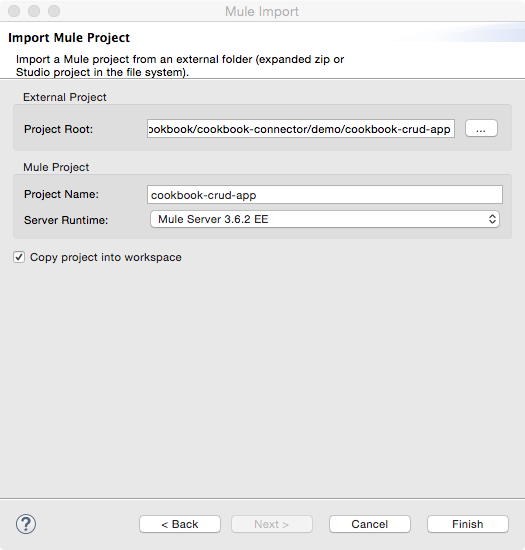 Mule Import
Import Mule Project
Import a Mule project from an external folder (expanded zip or
Studio project in the file system).
External Project
Project Root: ookbook/cookbook-connector/demo/cookbook-crud-app ...
Mule Project
Project Name: cookbook-crud-app
Server Runtime: Mule Server 3.6.2 EE
Copy project into workspace
? < Back Next > Cancel Finish